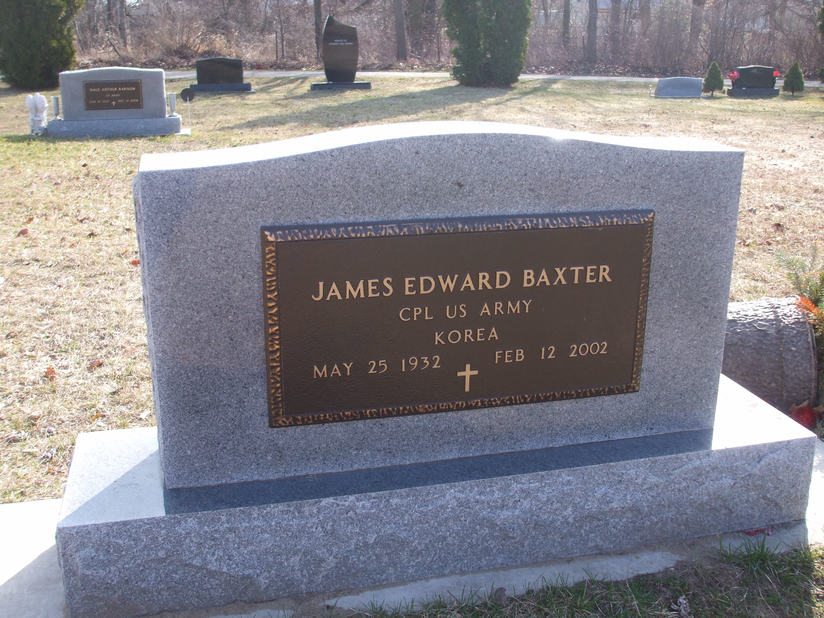 JAMES EDWARD BAXTER
CPL US ARMY
KOREA
MAY 25 1932 FEB 12 2002